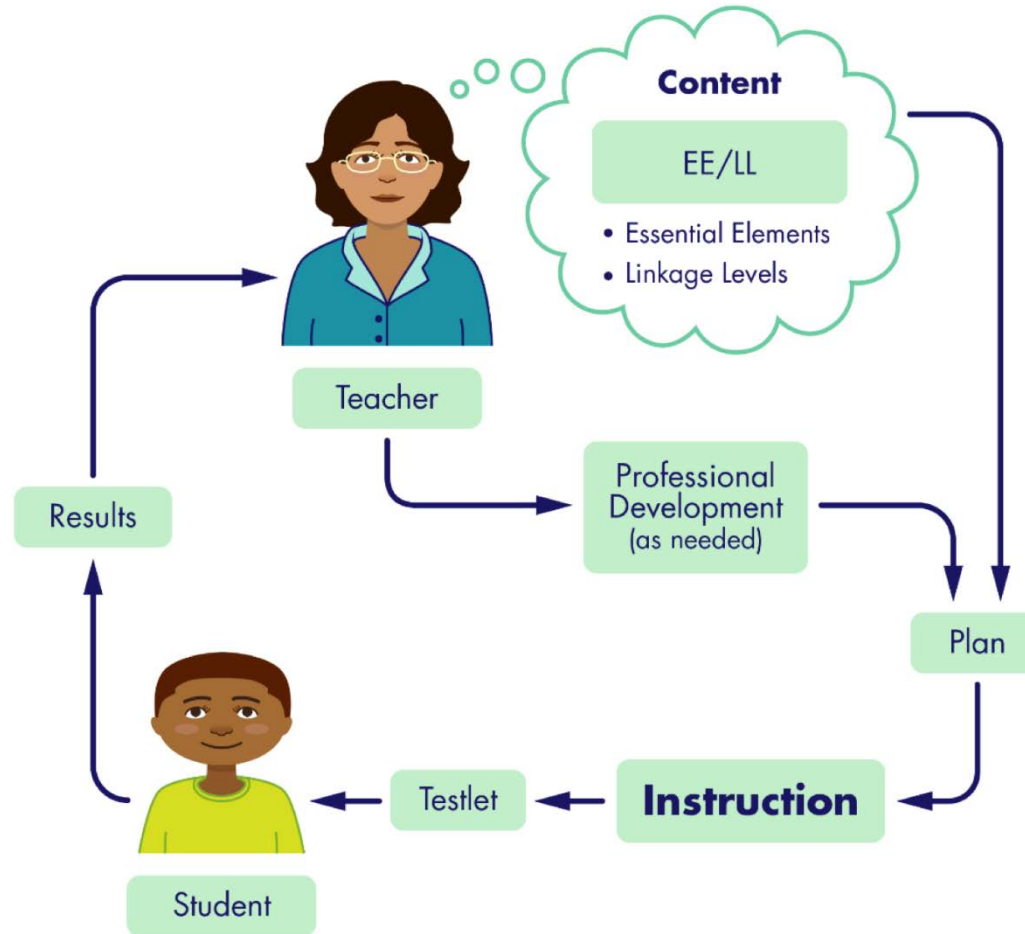 Content
EE/LL
• Essential Elements
• Linkage Levels
Teacher
Professional
Development
(as needed)
Results
Plan
Instruction
Testlet
Student